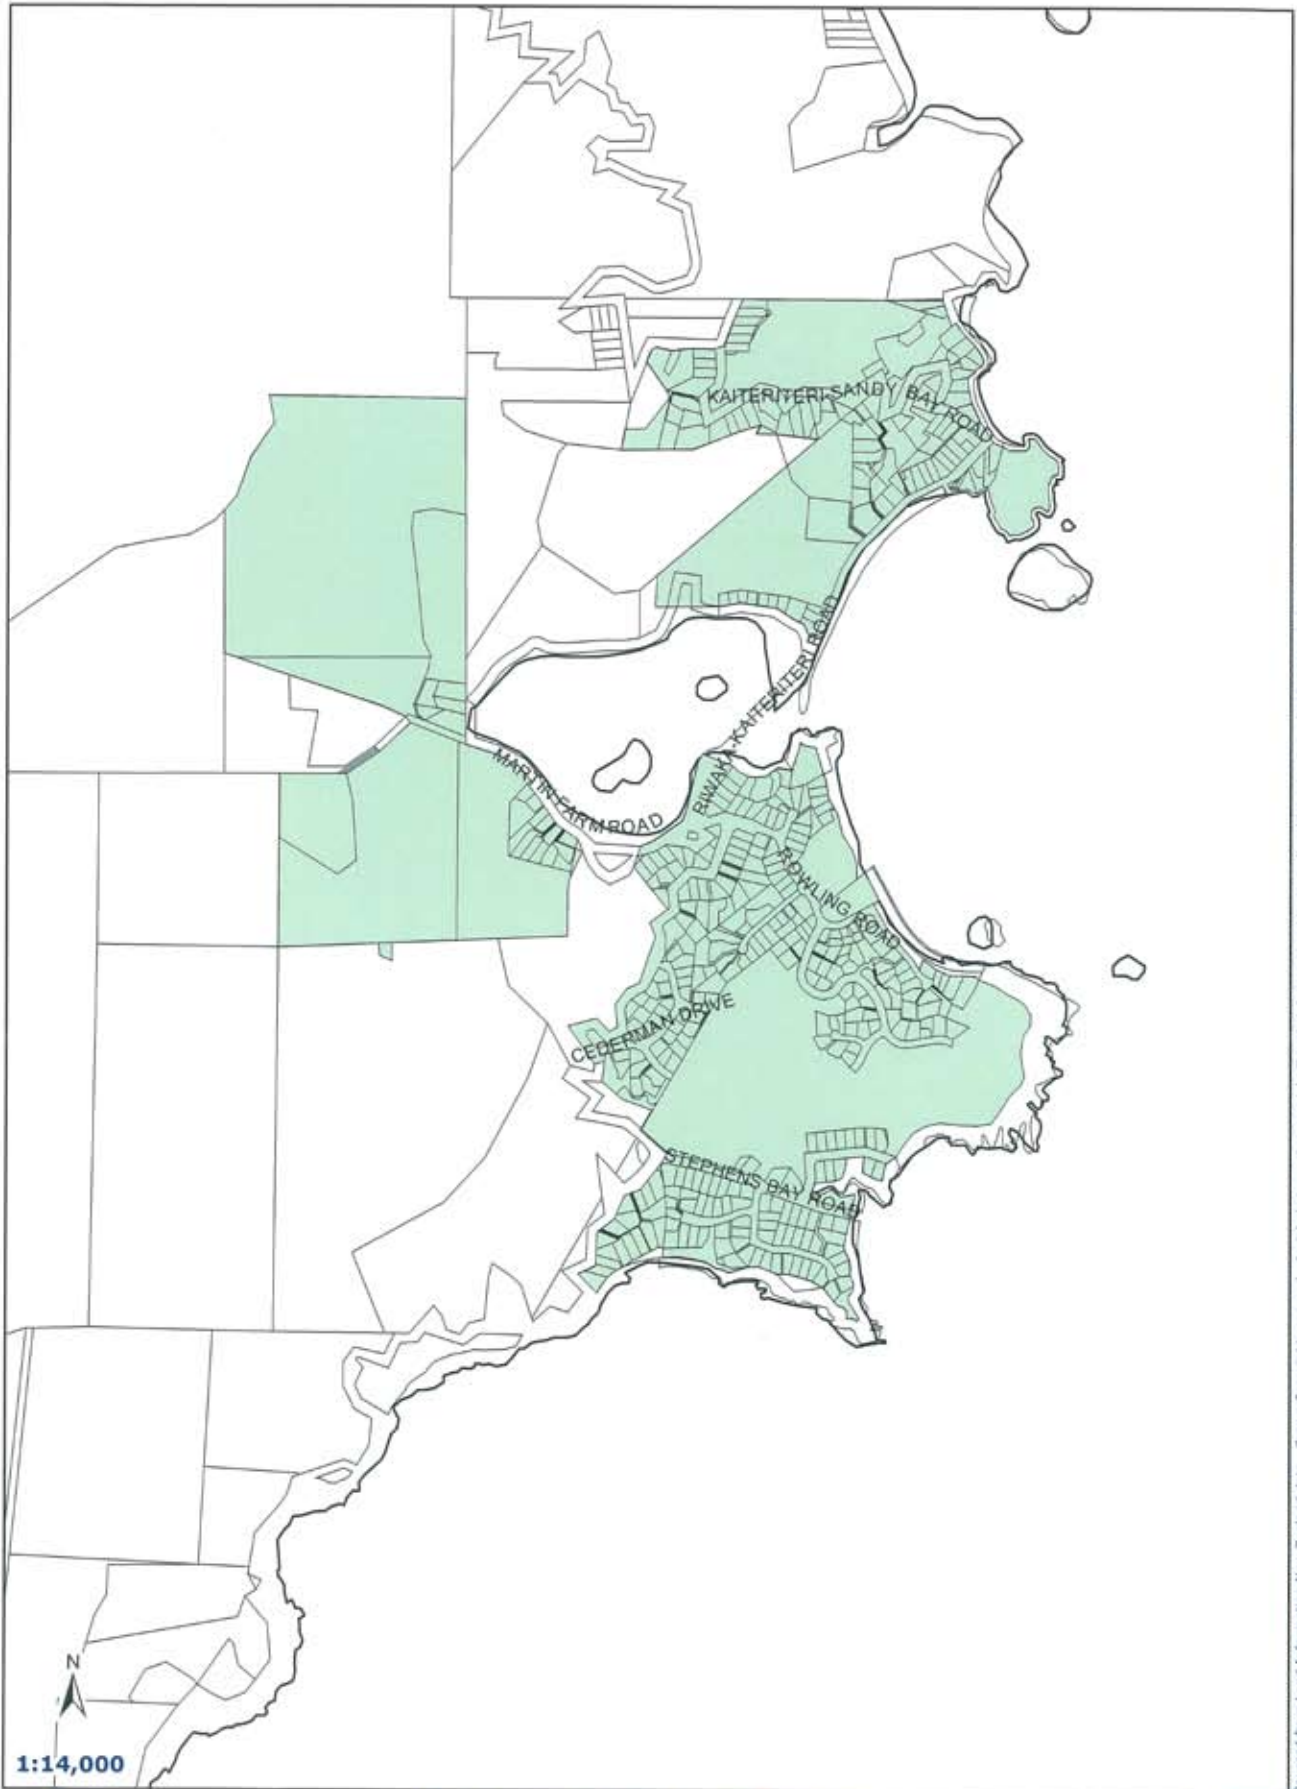 KAITERITERI-SANDY BAY ROAD
RIWAKA-KAITERITERI ROAD
MARTIN FARM ROAD
ROWLING ROAD
CEDERMAN DRIVE
STEPHENS BAY ROAD
N
1:14,000